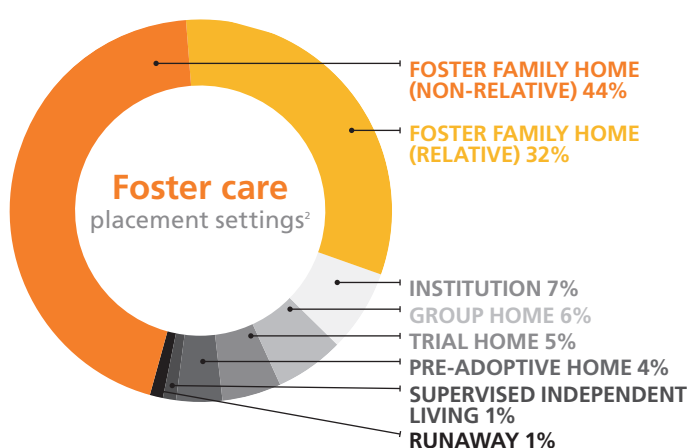 Foster care
placement settings²
FOSTER FAMILY HOME
(NON-RELATIVE) 44%
FOSTER FAMILY HOME
(RELATIVE) 32%
INSTITUTION 7%
GROUP HOME 6%
TRIAL HOME 5%
PRE-ADOPTIVE HOME 4%
SUPERVISED INDEPENDENT
LIVING 1%
RUNAWAY 1%